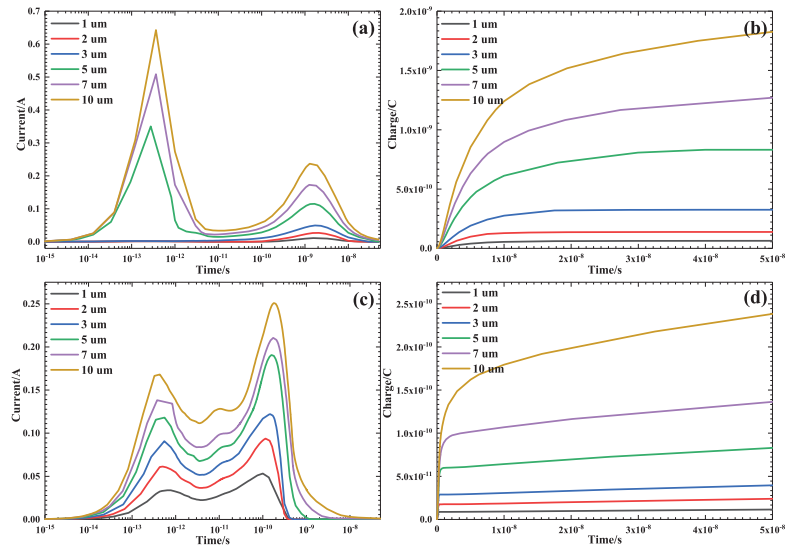 (a)
1 um
2 um
3 um
5 um
7 um
10 um
0.7
0.6
0.5
0.4
0.3
0.2
0.1
0.0
Current/A
10⁻¹⁵ 10⁻¹⁴ 10⁻¹³ 10⁻¹² 10⁻¹¹ 10⁻¹⁰ 10⁻⁹ 10⁻⁸
Time/s
(b)
1 um
2 um
3 um
5 um
7 um
10 um
2.0x10⁻⁹
1.5x10⁻⁹
1.0x10⁻⁹
5.0x10⁻¹⁰
0.0
Charge/C
0 1x10⁻⁸ 2x10⁻⁸ 3x10⁻⁸ 4x10⁻⁸ 5x10⁻⁸
Time/s
(c)
1 um
2 um
3 um
5 um
7 um
10 um
0.25
0.20
0.15
0.10
0.05
0.00
Current/A
10⁻¹⁵ 10⁻¹⁴ 10⁻¹³ 10⁻¹² 10⁻¹¹ 10⁻¹⁰ 10⁻⁹ 10⁻⁸
Time/s
(d)
1 um
2 um
3 um
5 um
7 um
10 um
2.5x10⁻¹⁰
2.0x10⁻¹⁰
1.5x10⁻¹⁰
1.0x10⁻¹⁰
5.0x10⁻¹¹
0.0
Charge/C
0 1x10⁻⁸ 2x10⁻⁸ 3x10⁻⁸ 4x10⁻⁸ 5x10⁻⁸
Time/s